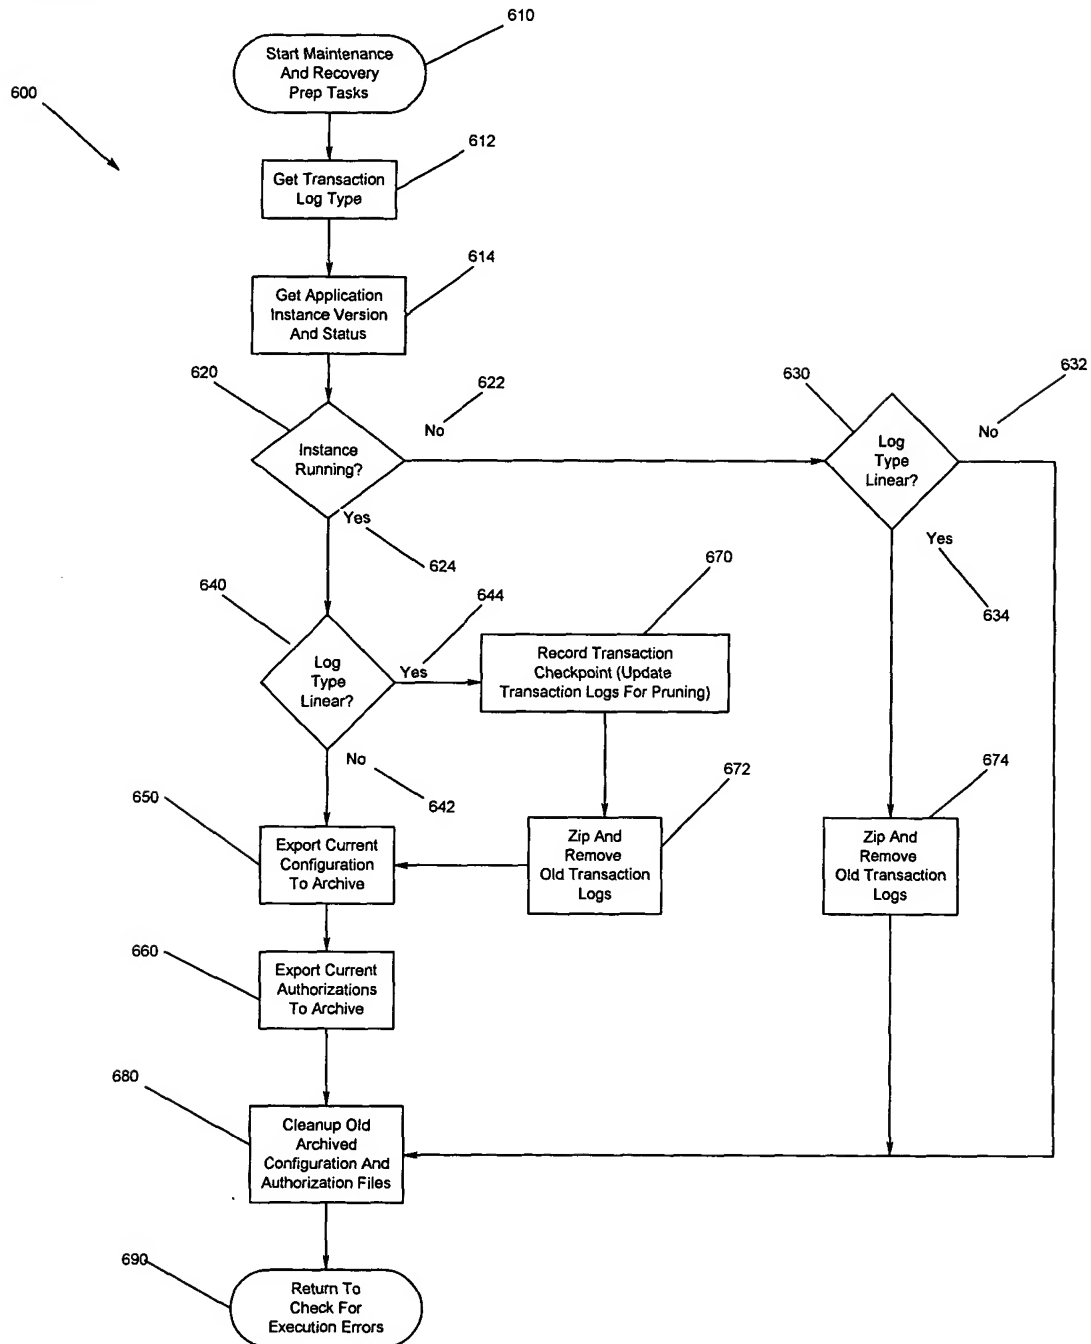 610
Start Maintenance
And Recovery
Prep Tasks
600
612
Get Transaction
Log Type
614
Get Application
Instance Version
And Status
620
622
No
Instance
Running?
630
632
No
Log
Type
Linear?
Yes
624
Yes
634
640
644
Log
Type
Linear?
Yes
670
Record Transaction
Checkpoint (Update
Transaction Logs For Pruning)
No
642
672
Zip And
Remove
Old Transaction
Logs
674
Zip And
Remove
Old Transaction
Logs
650
Export Current
Configuration
To Archive
660
Export Current
Authorizations
To Archive
680
Cleanup Old
Archived
Configuration And
Authorization Files
690
Return To
Check For
Execution Errors